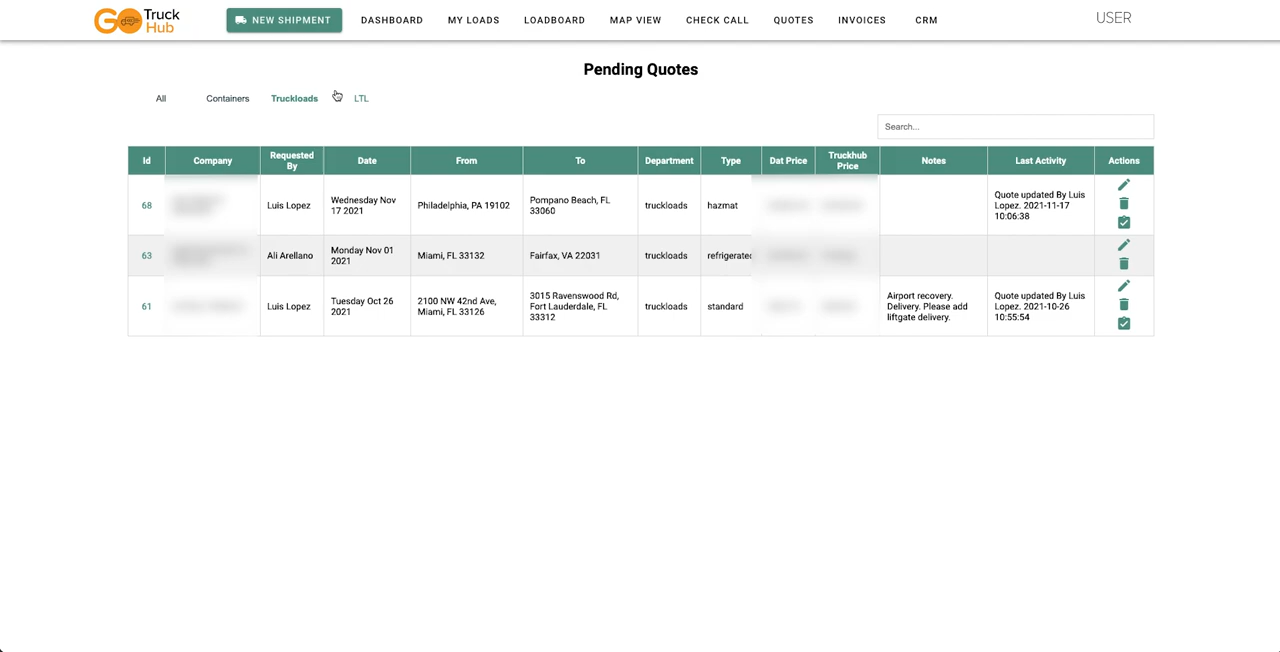 GO Truck Hub
NEW SHIPMENT
DASHBOARD
MY LOADS
LOADBOARD
MAP VIEW
CHECK CALL
QUOTES
INVOICES
CRM
USER
Pending Quotes
All
Containers
Truckloads
LTL
Search...
Id
Company
Requested
By
Date
From
To
Department
Type
Dat Price
Truckhub
Price
Notes
Last Activity
Actions
68
Luis Lopez
Wednesday Nov
17 2021
Philadelphia, PA 19102
Pompano Beach, FL
33060
truckloads
hazmat
Quote updated By Luis
Lopez. 2021-11-17
10:06:38
63
Ali Arellano
Monday Nov 01
2021
Miami, FL 33132
Fairfax, VA 22031
truckloads
refrigerated
61
Luis Lopez
Tuesday Oct 26
2021
2100 NW 42nd Ave,
Miami, FL 33126
3015 Ravenswood Rd,
Fort Lauderdale, FL
33312
truckloads
standard
Airport recovery.
Delivery. Please add
liftgate delivery.
Quote updated By Luis
Lopez. 2021-10-26
10:55:54